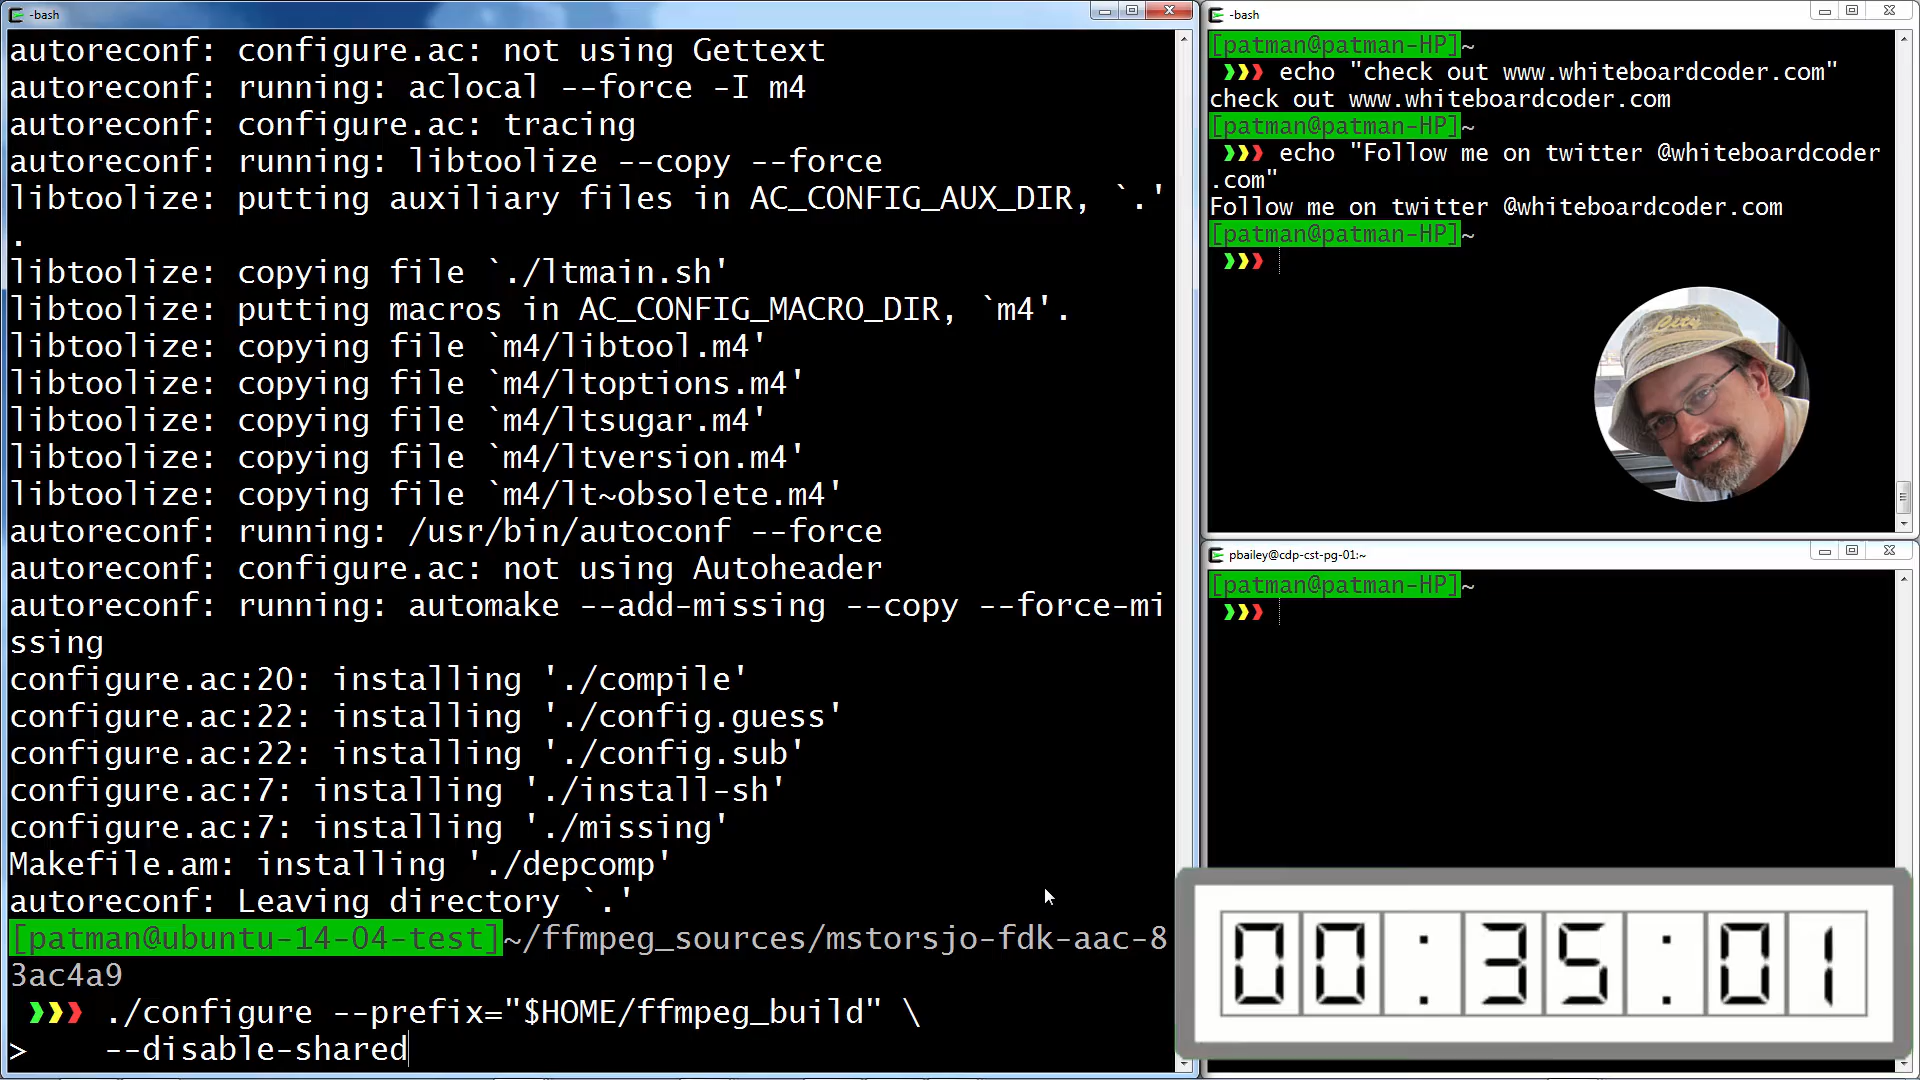 -bash
autoreconf: configure.ac: not using Gettext
autoreconf: running: aclocal --force -I m4
autoreconf: configure.ac: tracing
autoreconf: running: libtoolize --copy --force
libtoolize: putting auxiliary files in AC_CONFIG_AUX_DIR, `.'
.
libtoolize: copying file `./ltmain.sh'
libtoolize: putting macros in AC_CONFIG_MACRO_DIR, `m4'.
libtoolize: copying file `m4/libtool.m4'
libtoolize: copying file `m4/ltoptions.m4'
libtoolize: copying file `m4/ltsugar.m4'
libtoolize: copying file `m4/ltversion.m4'
libtoolize: copying file `m4/lt~obsolete.m4'
autoreconf: running: /usr/bin/autoconf --force
autoreconf: configure.ac: not using Autoheader
autoreconf: running: automake --add-missing --copy --force-mi
ssing
configure.ac:20: installing './compile'
configure.ac:22: installing './config.guess'
configure.ac:22: installing './config.sub'
configure.ac:7: installing './install-sh'
configure.ac:7: installing './missing'
Makefile.am: installing './depcomp'
autoreconf: Leaving directory `.'
[patman@ubuntu-14-04-test]~/ffmpeg_sources/mstorsjo-fdk-aac-8
3ac4a9
❯❯❯ ./configure --prefix="$HOME/ffmpeg_build" \
>    --disable-shared
-bash
[patman@patman-HP]~
❯❯❯ echo "check out www.whiteboardcoder.com"
check out www.whiteboardcoder.com
[patman@patman-HP]~
❯❯❯ echo "Follow me on twitter @whiteboardcoder
.com"
Follow me on twitter @whiteboardcoder.com
[patman@patman-HP]~
❯❯❯
City
pbailey@cdp-cst-pg-01:~
[patman@patman-HP]~
❯❯❯
00:35:01